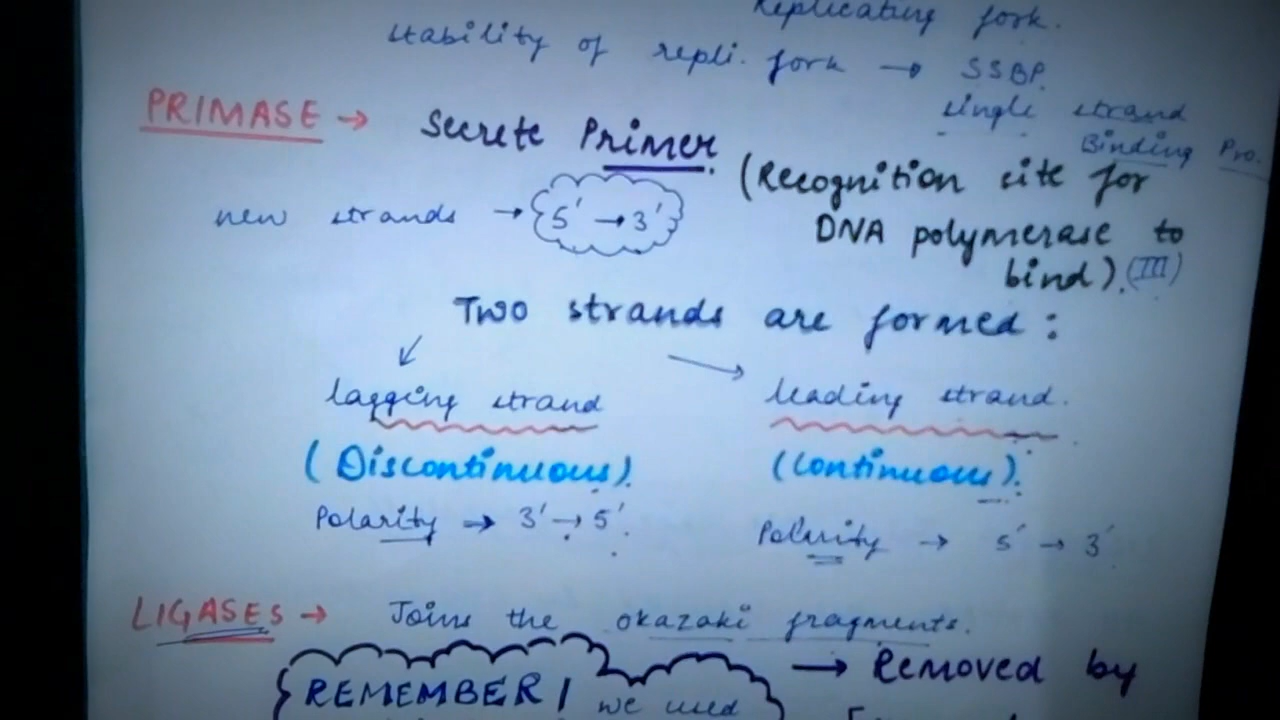 Replicating fork.
stability of repli. fork → SSBP.
single strand
Binding Pro.
PRIMASE → Secrete Primer
(Recognition site for
DNA polymerase to
bind). (III)
new strands → 5' → 3'
Two strands are formed:
lagging strand
leading strand.
(Discontinuous).
(Continuous).
Polarity → 3' → 5'.
Polarity → 5' → 3'
LIGASES → Joins the okazaki fragments.
REMEMBER! we used
→ Removed by